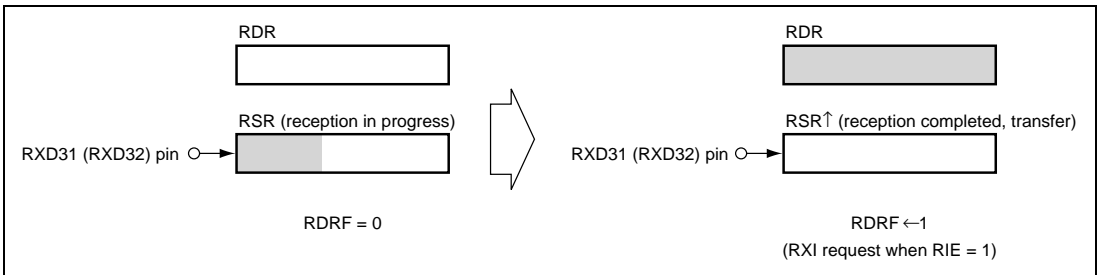 RDR
RSR (reception in progress)
RXD31 (RXD32) pin
RDRF = 0
RDR
RSR↑ (reception completed, transfer)
RXD31 (RXD32) pin
RDRF ←1
(RXI request when RIE = 1)